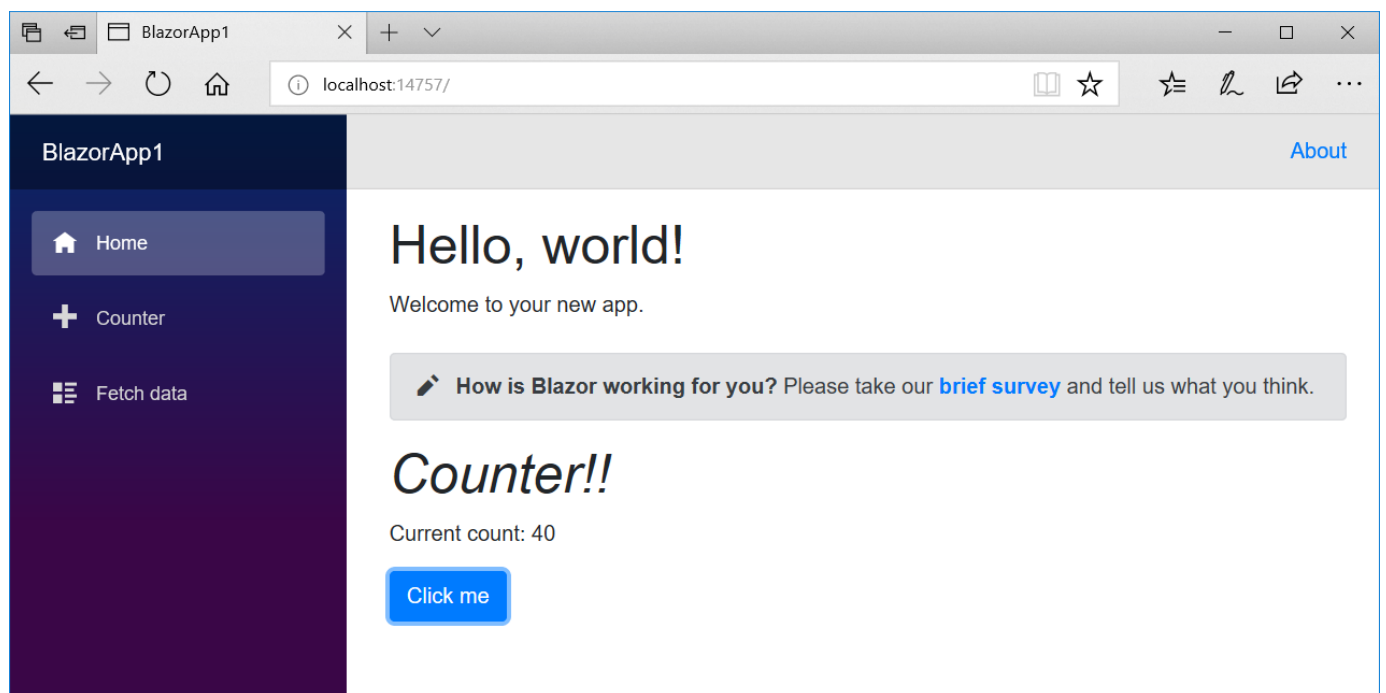 BlazorApp1
localhost:14757/
BlazorApp1
About
Home
Counter
Fetch data
Hello, world!
Welcome to your new app.
How is Blazor working for you? Please take our brief survey and tell us what you think.
Counter!!
Current count: 40
Click me